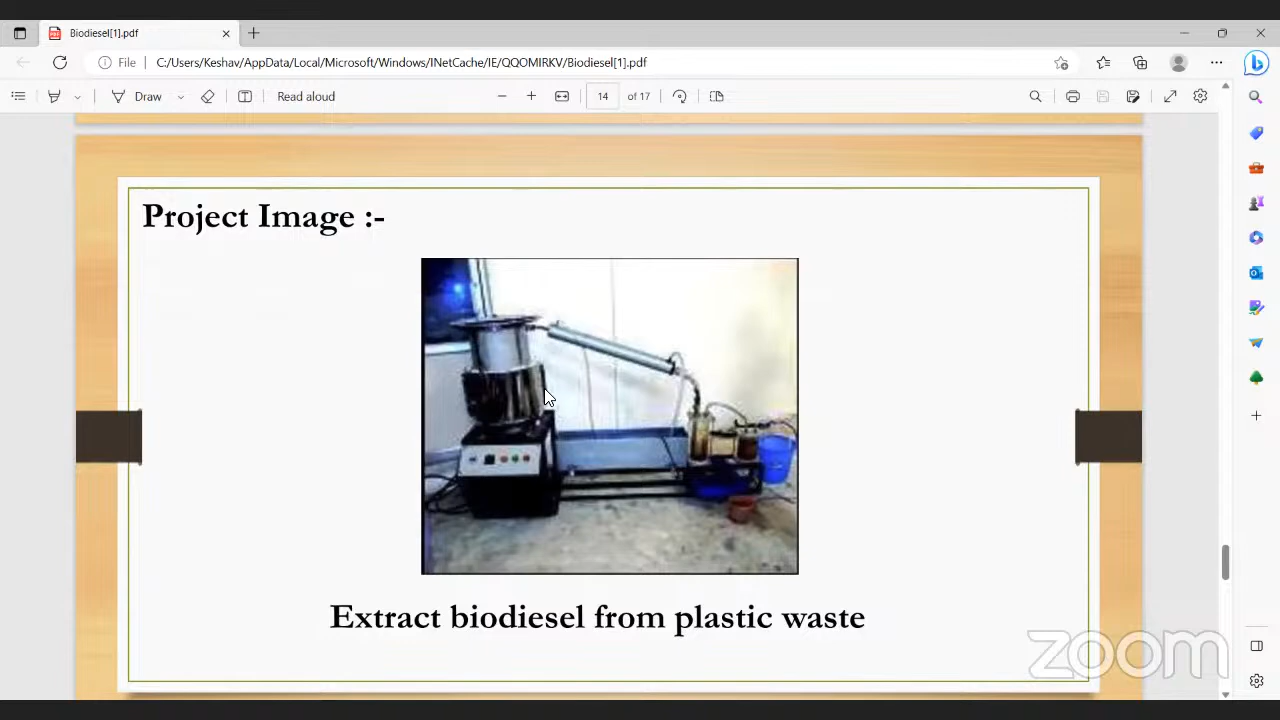 Biodiesel[1].pdf
File C:/Users/Keshav/AppData/Local/Microsoft/Windows/INetCache/IE/QQOMIRKV/Biodiesel[1].pdf
Draw Read aloud 14 of 17
Project Image :-
Extract biodiesel from plastic waste
zoom